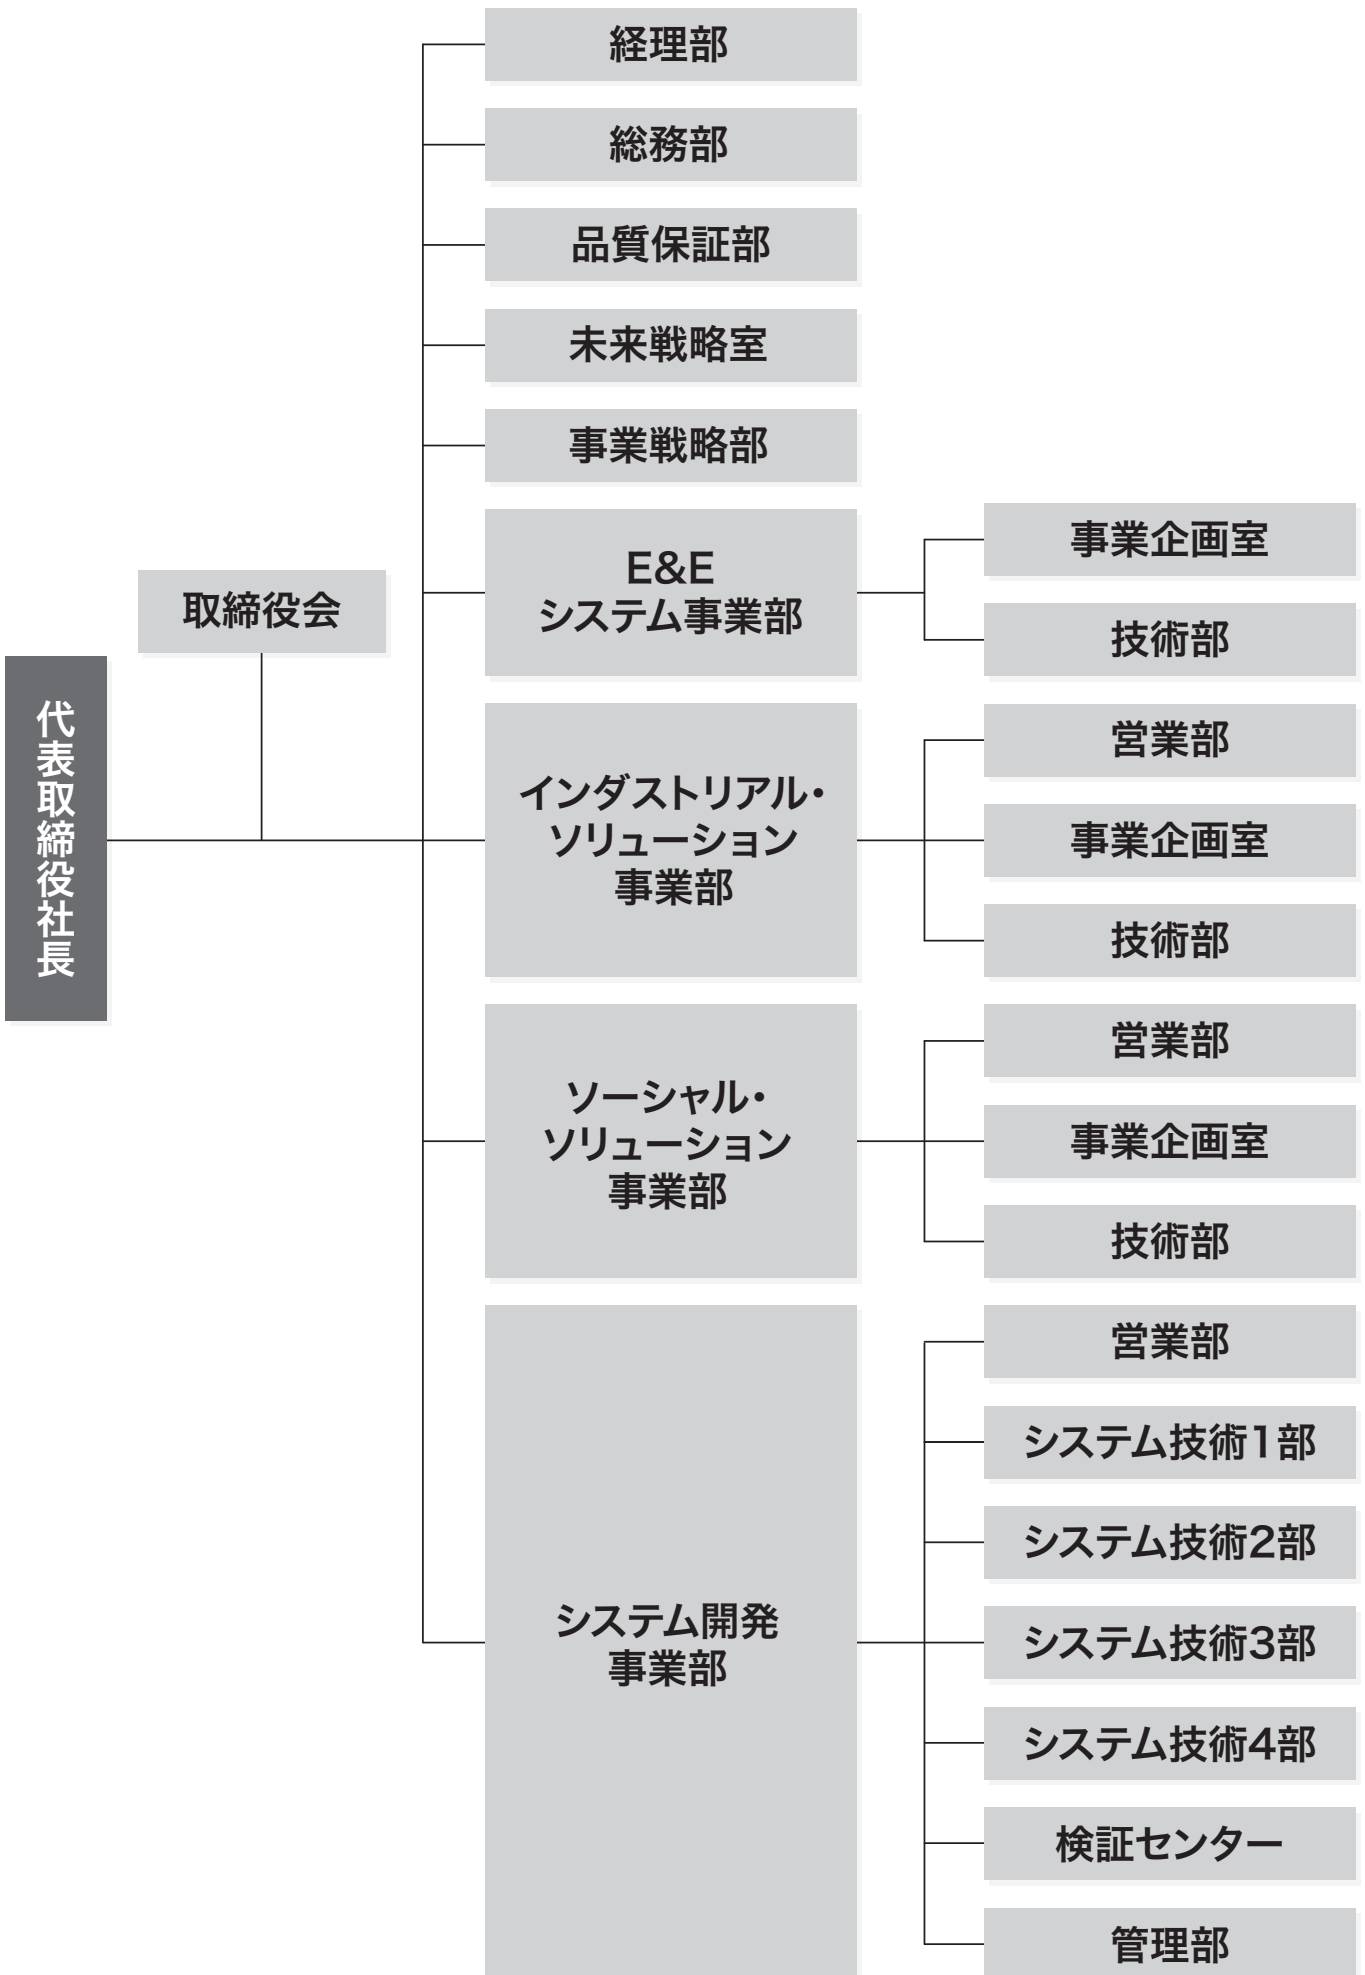 代表取締役社長
取締役会
経理部
総務部
品質保証部
未来戦略室
事業戦略部
E&E
システム事業部
事業企画室
技術部
インダストリアル・
ソリューション
事業部
営業部
事業企画室
技術部
ソーシャル・
ソリューション
事業部
営業部
事業企画室
技術部
システム開発
事業部
営業部
システム技術1部
システム技術2部
システム技術3部
システム技術4部
検証センター
管理部